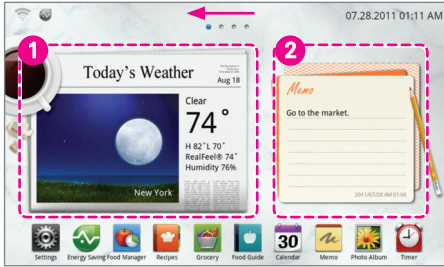 07.28.2011 01:11 AM
1
2
Today's Weather
Aug 18
Clear
74°
H 82˚L 70˚
RealFeel® 74˚
Humidity 76%
New York
Memo
Go to the market.
2011/07/28 AM 01:06
30
Settings
Energy Saving
Food Manager
Recipes
Grocery
Food Guide
Calendar
Memo
Photo Album
Timer